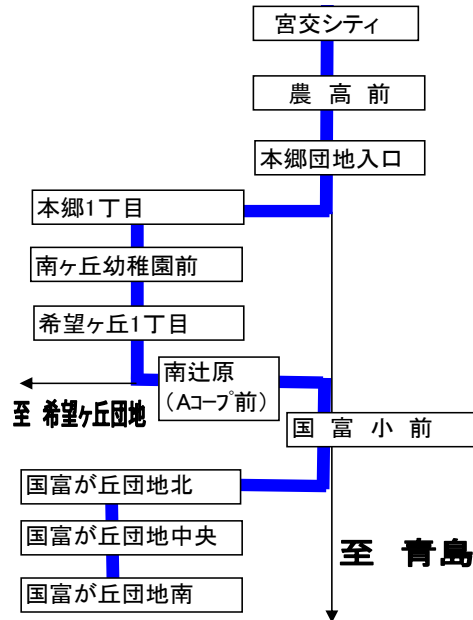 宮交シティ
農 高 前
本郷団地入口
本郷1丁目
南ヶ丘幼稚園前
希望ヶ丘1丁目
南辻原
（Aコープ前）
至 希望ヶ丘団地
国 富 小 前
国富が丘団地北
国富が丘団地中央
至 青島
国富が丘団地南